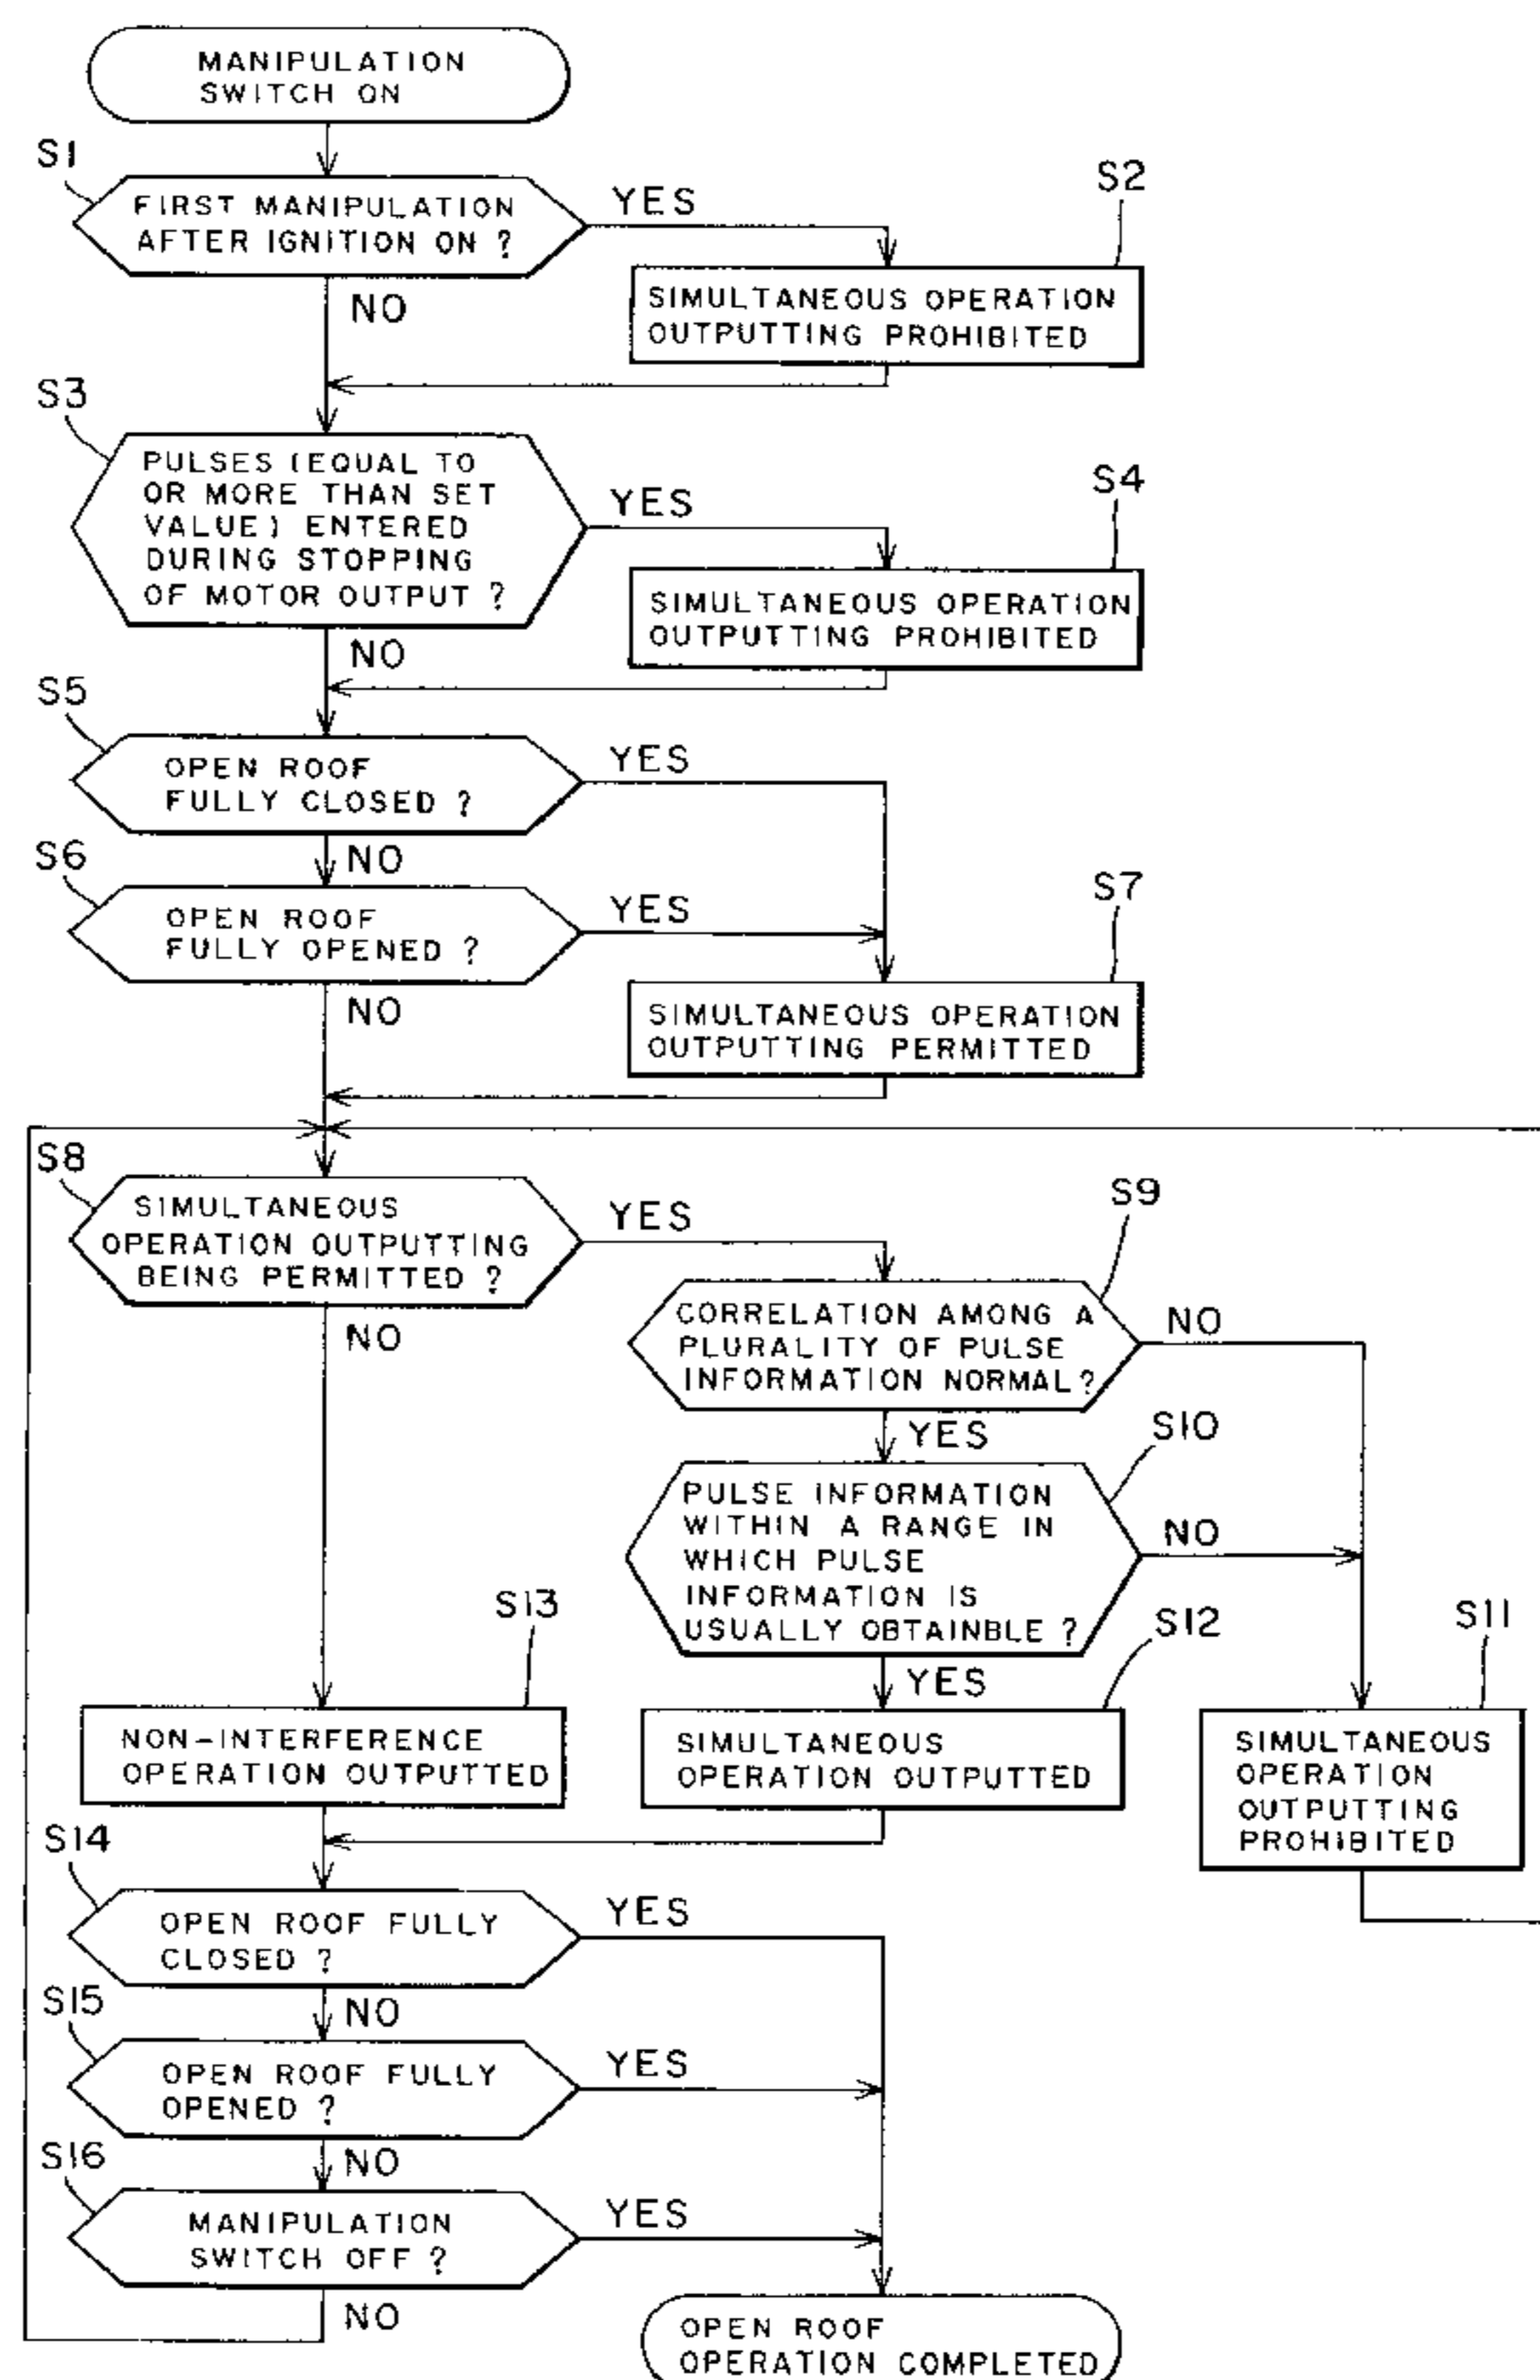 MANIPULATION
SWITCH ON
S1
FIRST MANIPULATION
AFTER IGNITION ON ?
YES
S2
NO
SIMULTANEOUS OPERATION
OUTPUTTING PROHIBITED
S3
PULSES (EQUAL TO
OR MORE THAN SET
VALUE) ENTERED
DURING STOPPING
OF MOTOR OUTPUT ?
YES
S4
SIMULTANEOUS OPERATION
OUTPUTTING PROHIBITED
NO
S5
OPEN ROOF
FULLY CLOSED ?
YES
NO
S6
OPEN ROOF
FULLY OPENED ?
YES
S7
NO
SIMULTANEOUS OPERATION
OUTPUTTING PERMITTED
S8
SIMULTANEOUS
OPERATION OUTPUTTING
BEING PERMITTED ?
YES
S9
NO
CORRELATION AMONG A
PLURALITY OF PULSE
INFORMATION NORMAL?
NO
YES
S10
PULSE INFORMATION
WITHIN A RANGE IN
WHICH PULSE
INFORMATION IS
USUALLY OBTAINBLE ?
NO
YES
S13
S12
S11
NON-INTERFERENCE
OPERATION OUTPUTTED
SIMULTANEOUS
OPERATION OUTPUTTED
SIMULTANEOUS
OPERATION
OUTPUTTING
PROHIBITED
S14
OPEN ROOF FULLY
CLOSED ?
YES
NO
S15
OPEN ROOF FULLY
OPENED ?
YES
NO
S16
MANIPULATION
SWITCH OFF ?
YES
NO
OPEN ROOF
OPERATION COMPLETED